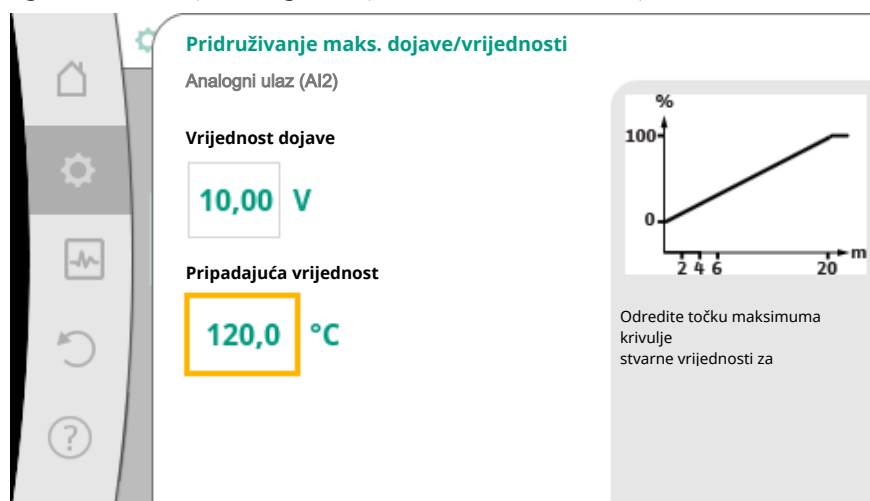 Pridruživanje maks. dojave/vrijednosti
Analogni ulaz (AI2)
Vrijednost dojave
10,00 V
Pripadajuća vrijednost
120,0 °C
%
100
0
2 4 6 20 m
Odredite točku maksimuma
krivulje
stvarne vrijednosti za
?